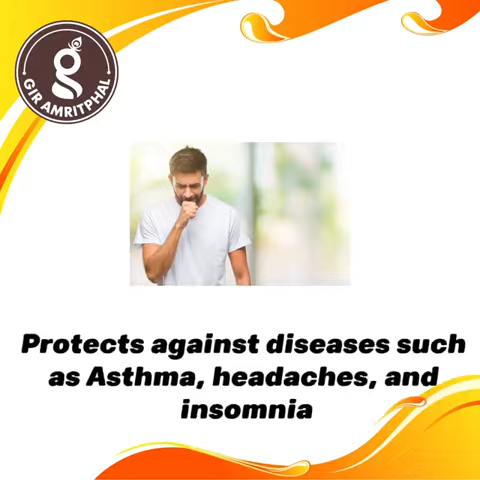 GIR AMRITPHAL
Protects against diseases such
as Asthma, headaches, and
insomnia